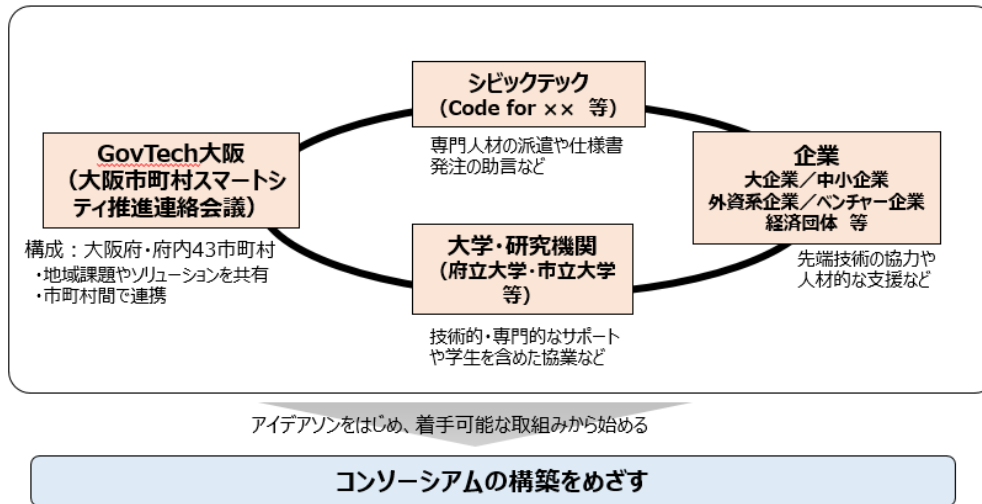 シビックテック
（Code for ×× 等）
専門人材の派遣や仕様書
発注の助言など
GovTech大阪
（大阪市町村スマートシ
ティ推進連絡会議）
構成：大阪府・府内43市町村
・地域課題やソリューションを共有
・市町村間で連携
企業
大企業／中小企業
外資系企業／ベンチャー企業
経済団体 等
先端技術の協力や
人材的な支援など
大学・研究機関
（府立大学・市立大学
等）
技術的・専門的なサポート
や学生を含めた協業など
アイデアソンをはじめ、着手可能な取組みから始める
コンソーシアムの構築をめざす